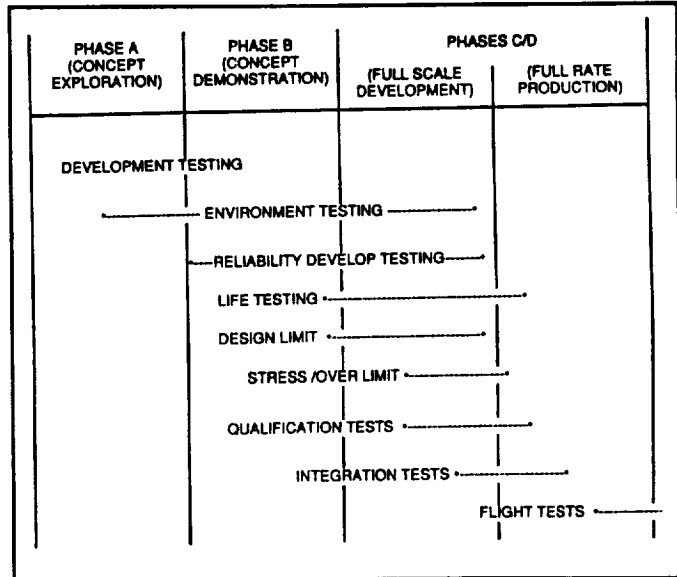 PHASE A
(CONCEPT
EXPLORATION)
PHASE B
(CONCEPT
DEMONSTRATION)
PHASES C/D
(FULL SCALE
DEVELOPMENT)
(FULL RATE
PRODUCTION)
DEVELOPMENT TESTING
ENVIRONMENT TESTING
RELIABILITY DEVELOP TESTING
LIFE TESTING
DESIGN LIMIT
STRESS /OVER LIMIT
QUALIFICATION TESTS
INTEGRATION TESTS
FLIGHT TESTS